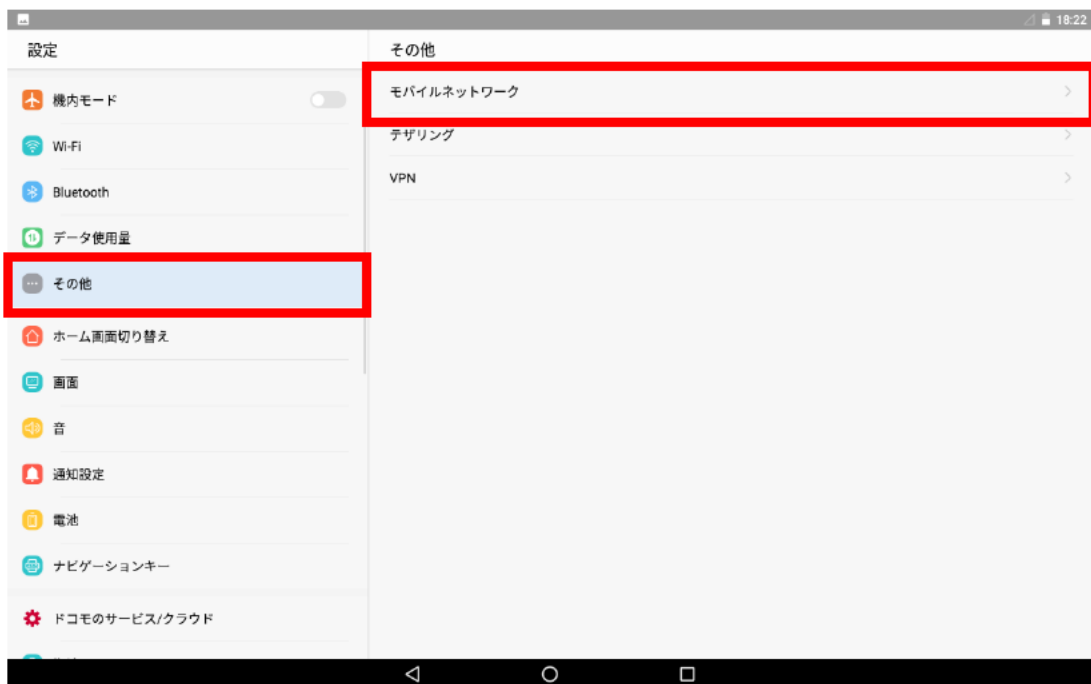 18:22
設定
機内モード
Wi-Fi
Bluetooth
データ使用量
その他
ホーム画面切り替え
画面
音
通知設定
電池
ナビゲーションキー
ドコモのサービス/クラウド
その他
モバイルネットワーク
テザリング
VPN